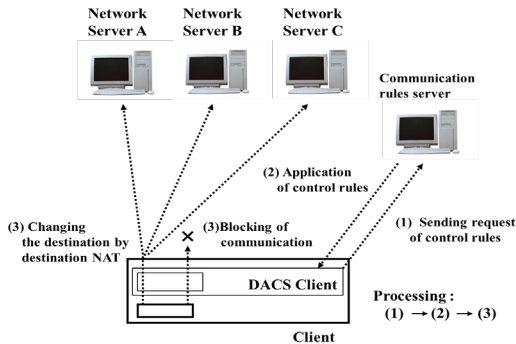 Network
Server A
Network
Server B
Network
Server C
Communication
rules server
(2) Application
of control rules
(3) Changing
the destination by
destination NAT
(3)Blocking of
communication
(1) Sending request
of control rules
DACS Client
Processing :
(1) → (2) → (3)
Client